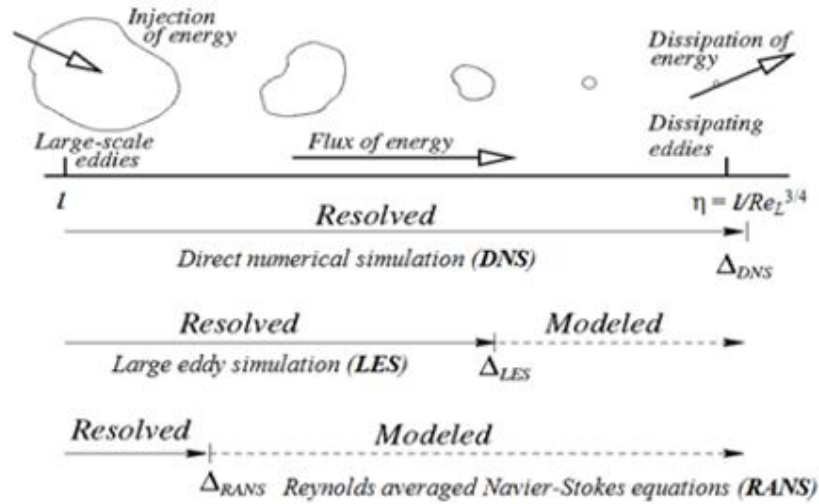 Injection
of energy
Dissipation of
energy
Large-scale
eddies
Flux of energy
Dissipating
eddies
l
η = l/Re_L^3/4
Resolved
Direct numerical simulation (DNS)
Δ_DNS
Resolved
Modeled
Large eddy simulation (LES)
Δ_LES
Resolved
Modeled
Δ_RANS
Reynolds averaged Navier-Stokes equations (RANS)